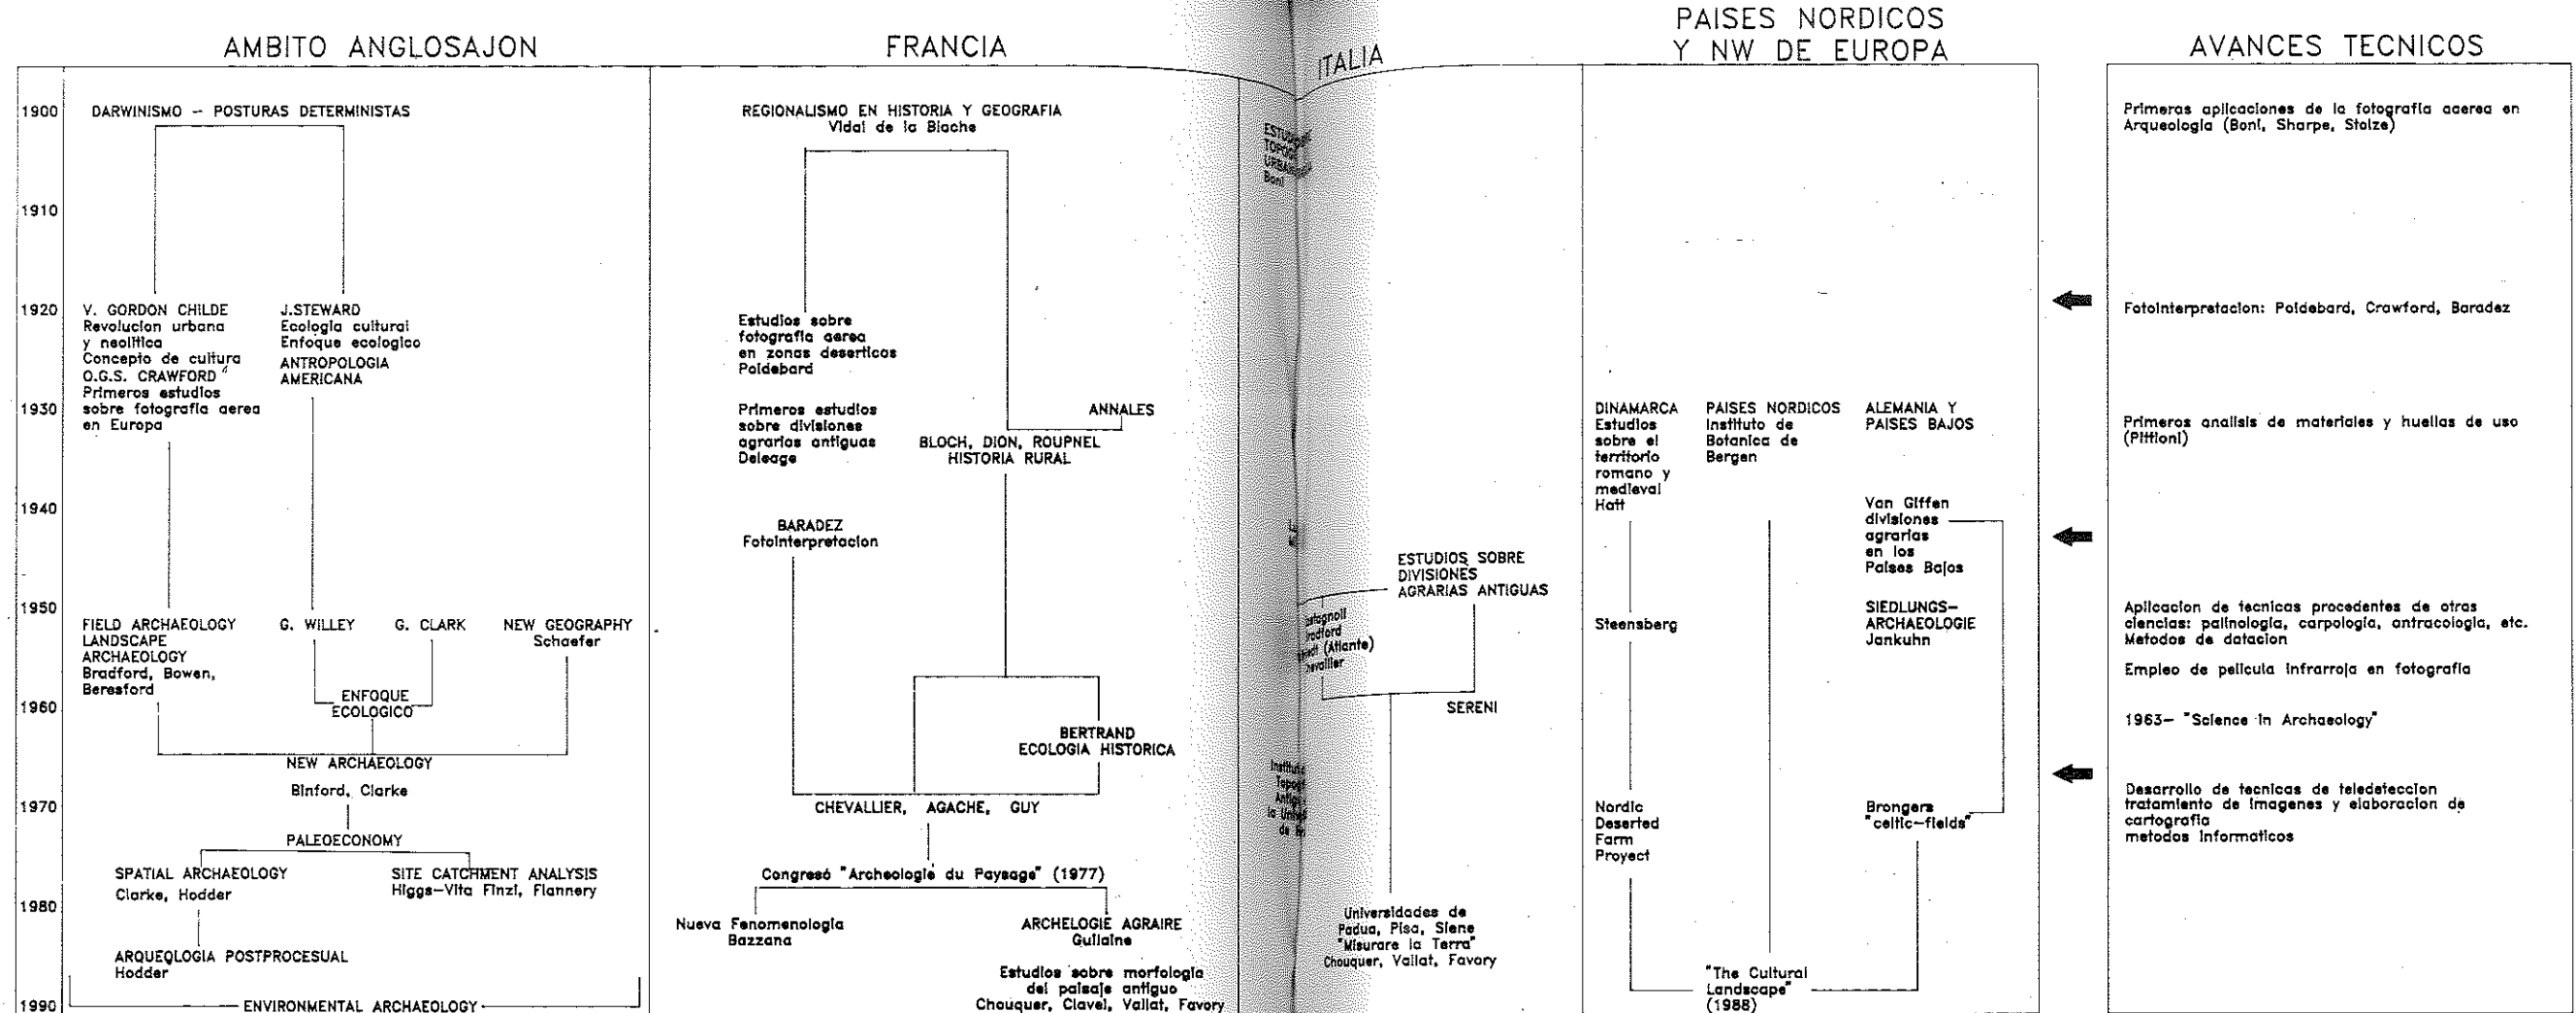 AMBITO ANGLOSAJON
FRANCIA
ITALIA
PAISES NORDICOS
Y NW DE EUROPA
AVANCES TECNICOS
1900
1910
1920
1930
1940
1950
1960
1970
1980
1990
DARWINISMO – POSTURAS DETERMINISTAS
V. GORDON CHILDE
Revolucion urbana
y neolitica
Concepto de cultura
O.G.S. CRAWFORD
Primeros estudios
sobre fotografia aerea
en Europa
J.STEWARD
Ecologia cultural
Enfoque ecologico
ANTROPOLOGIA
AMERICANA
FIELD ARCHAEOLOGY
LANDSCAPE
ARCHAEOLOGY
Bradford, Bowen,
Beresford
G. WILLEY
G. CLARK
NEW GEOGRAPHY
Schaefer
ENFOQUE
ECOLOGICO
NEW ARCHAEOLOGY
Binford, Clarke
PALEOECONOMY
SPATIAL ARCHAEOLOGY
Clarke, Hodder
SITE CATCHMENT ANALYSIS
Higgs–Vita Finzi, Flannery
ARQUEOLOGIA POSTPROCESUAL
Hodder
ENVIRONMENTAL ARCHAEOLOGY
REGIONALISMO EN HISTORIA Y GEOGRAFIA
Vidal de la Blache
Estudios sobre
fotografia aerea
en zonas deserticos
Poidebard
Primeros estudios
sobre divisiones
agrarias antiguas
Deleage
ANNALES
BLOCH, DION, ROUPNEL
HISTORIA RURAL
BARADEZ
Fotointerpretacion
BERTRAND
ECOLOGIA HISTORICA
CHEVALLIER, AGACHE, GUY
Congresó "Archeologie du Paysage" (1977)
Nueva Fenomenologia
Bazzana
ARCHELOGIE AGRAIRE
Guilaine
Estudios sobre morfologia
del paisaje antiguo
Chouquer, Clavel, Vallat, Favory
Boni
ESTUDIOS SOBRE
DIVISIONES
AGRARIAS ANTIGUAS
(Atlante)
SERENI
Universidades de
Padua, Pisa, Siene
"Misurare la Terra"
Chouquer, Vallat, Favory
DINAMARCA
Estudios
sobre el
territorio
romano y
medieval
Hatt
PAISES NORDICOS
Instituto de
Botanica de
Bergen
ALEMANIA Y
PAISES BAJOS
Van Giffen
divisiones
agrarias
en los
Paises Bajos
Steensberg
SIEDLUNGS–
ARCHAEOLOGIE
Jankuhn
Nordic
Deserted
Farm
Proyect
Brongers
"celtic–fields"
"The Cultural
Landscape"
(1988)
Primeras aplicaciones de la fotografia aaerea en
Arqueologia (Boni, Sharpe, Stolze)
Fotointerpretacion: Poidebard, Crawford, Baradez
Primeros analisis de materiales y huellas de uso
(Pittioni)
Aplicacion de tecnicas procedentes de otras
ciencias: palinologia, carpologia, antracologia, etc.
Metodos de datacion
Empleo de pelicula infrarroja en fotografia
1963– "Science in Archaeology"
Desarrollo de tecnicas de teledeteccion
tratamiento de imagenes y elaboracion de
cartografia
metodos informaticos